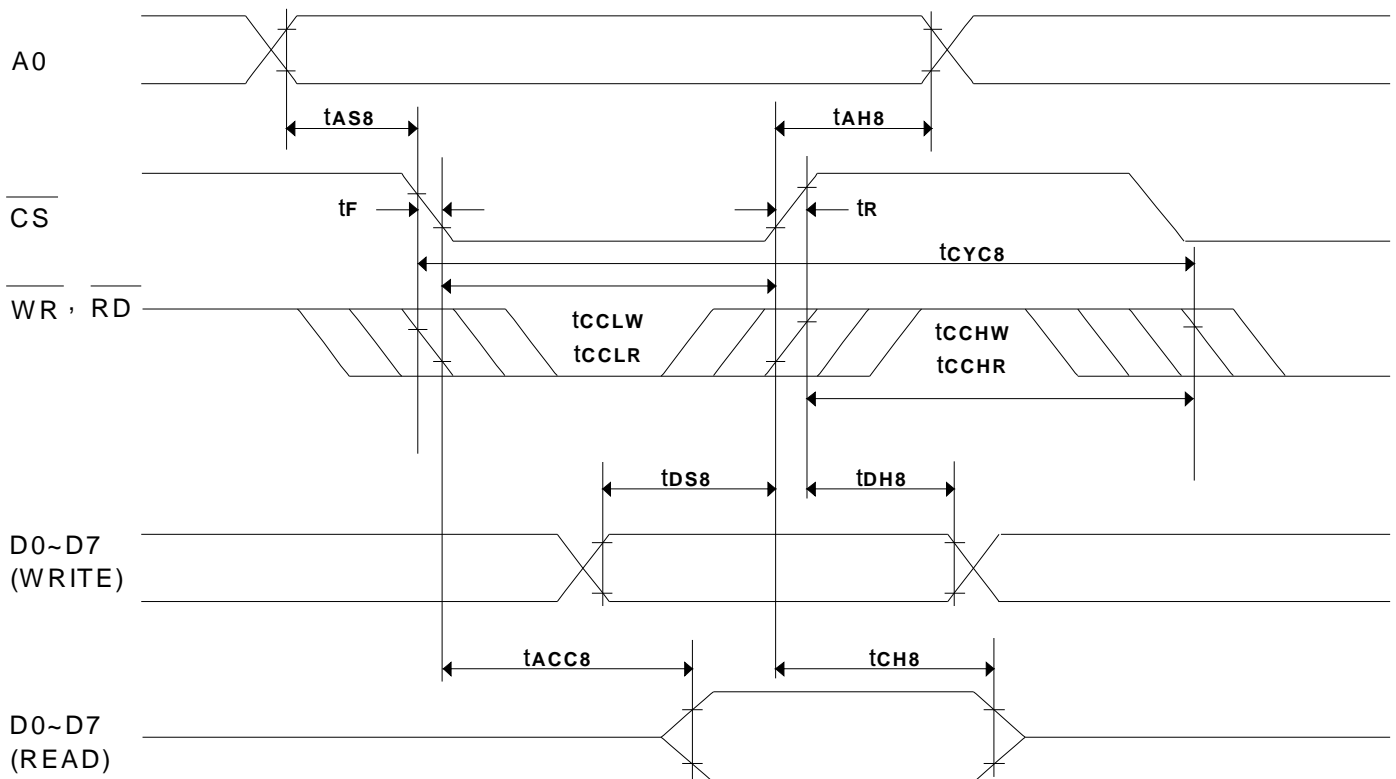 A0
tAS8
tAH8
CS
tF
tR
tCYC8
WR , RD
tCCLW
tCCLR
tCCHW
tCCHR
tDS8
tDH8
D0~D7
(WRITE)
tACC8
tCH8
D0~D7
(READ)